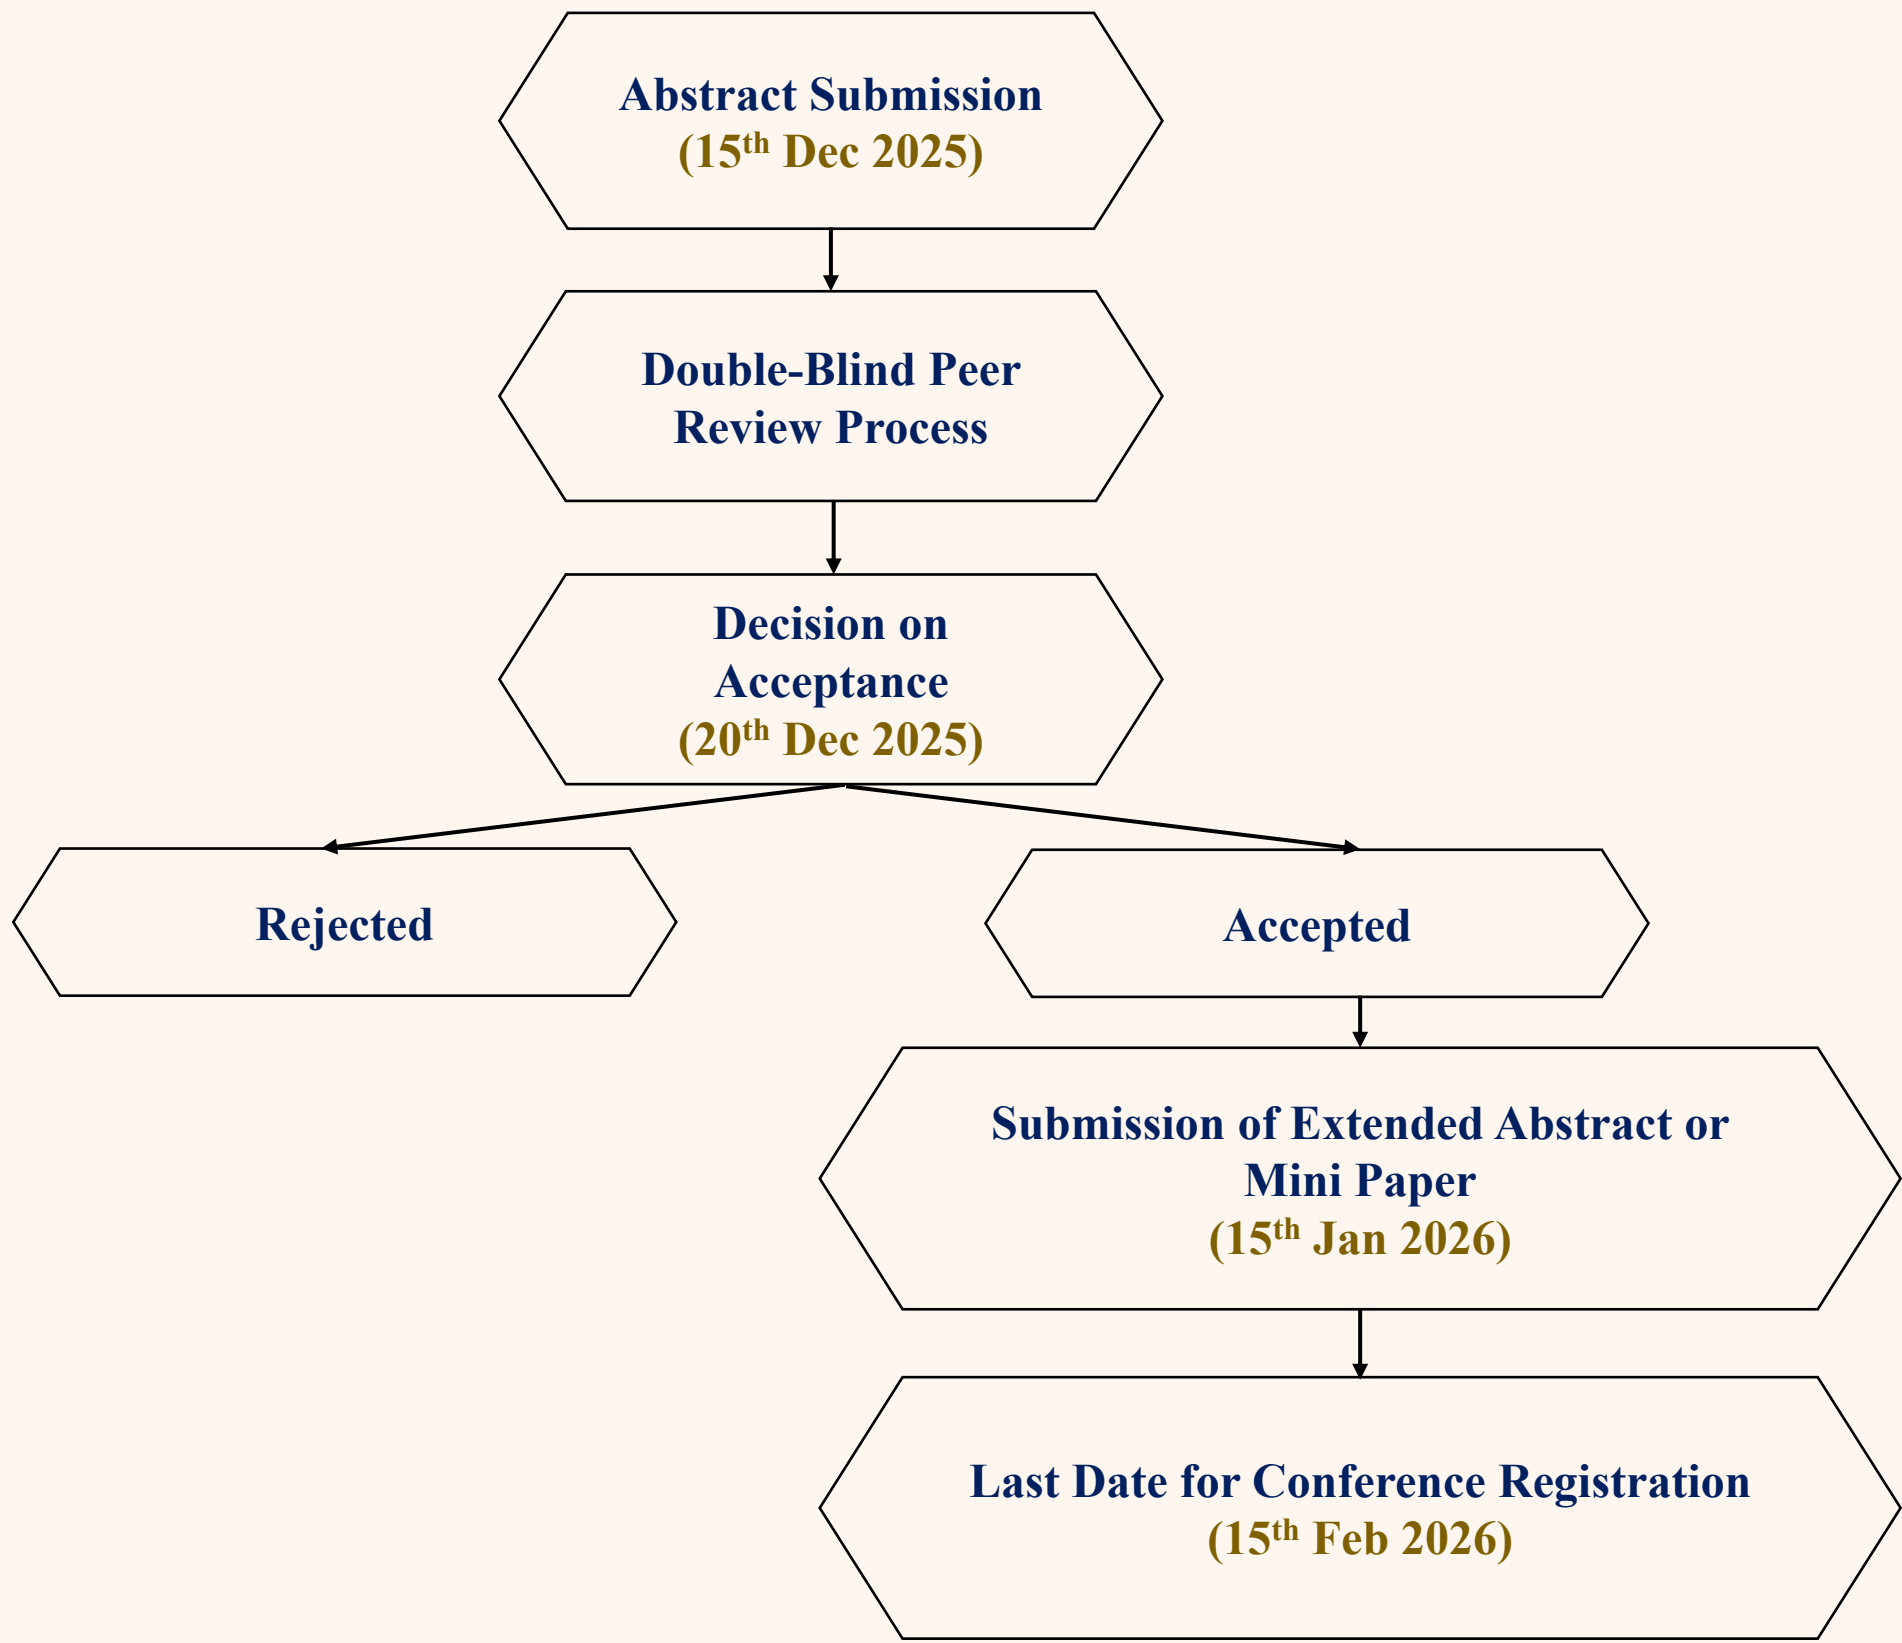 Abstract Submission
(15th Dec 2025)
Double-Blind Peer
Review Process
Decision on
Acceptance
(20th Dec 2025)
Rejected
Accepted
Submission of Extended Abstract or
Mini Paper
(15th Jan 2026)
Last Date for Conference Registration
(15th Feb 2026)